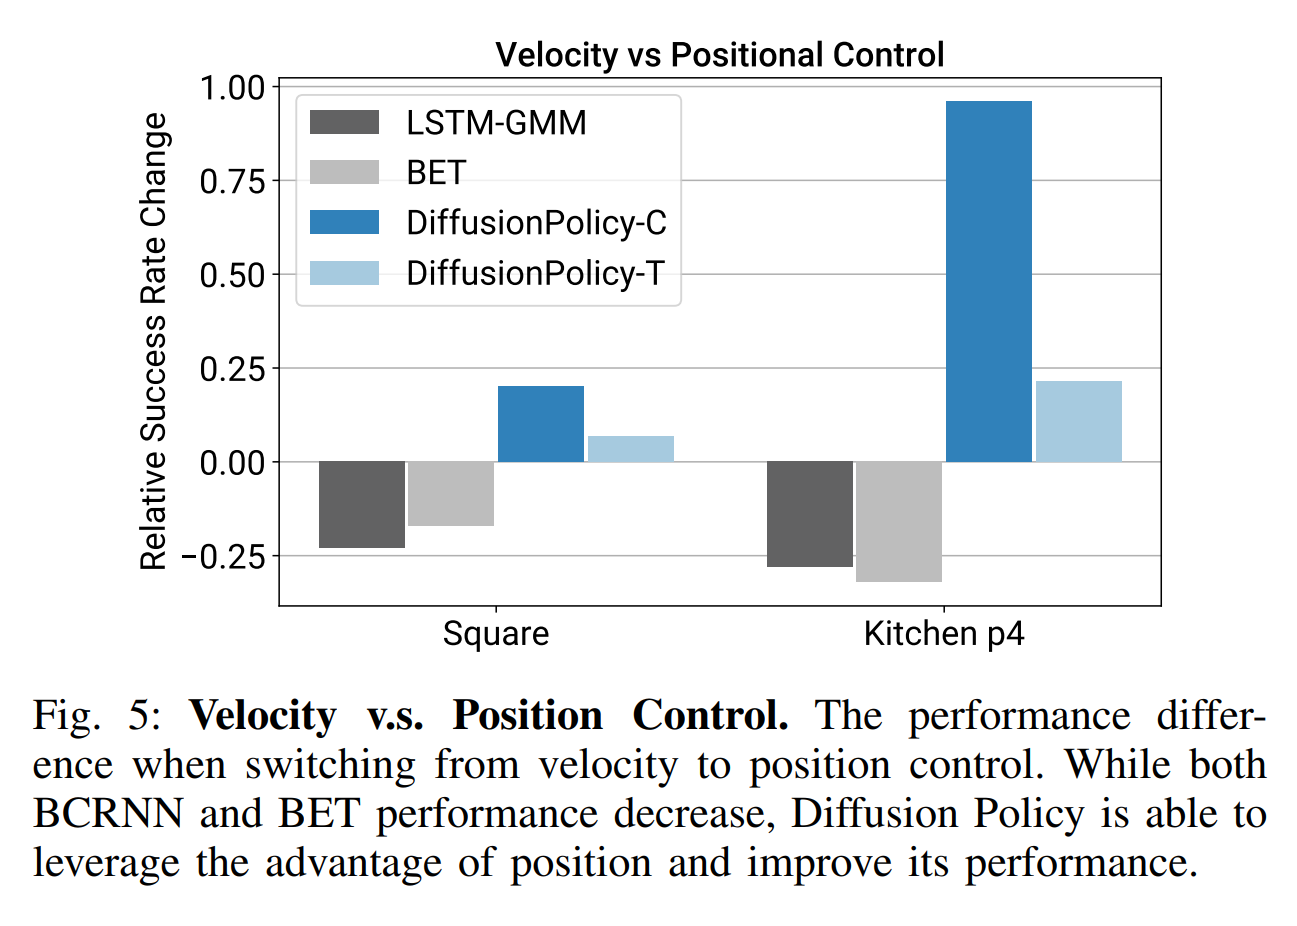 Velocity vs Positional Control
Relative Success Rate Change
1.00
0.75
0.50
0.25
0.00
−0.25
LSTM-GMM
BET
DiffusionPolicy-C
DiffusionPolicy-T
Square
Kitchen p4
Fig. 5: Velocity v.s. Position Control. The performance differ-
ence when switching from velocity to position control. While both
BCRNN and BET performance decrease, Diffusion Policy is able to
leverage the advantage of position and improve its performance.